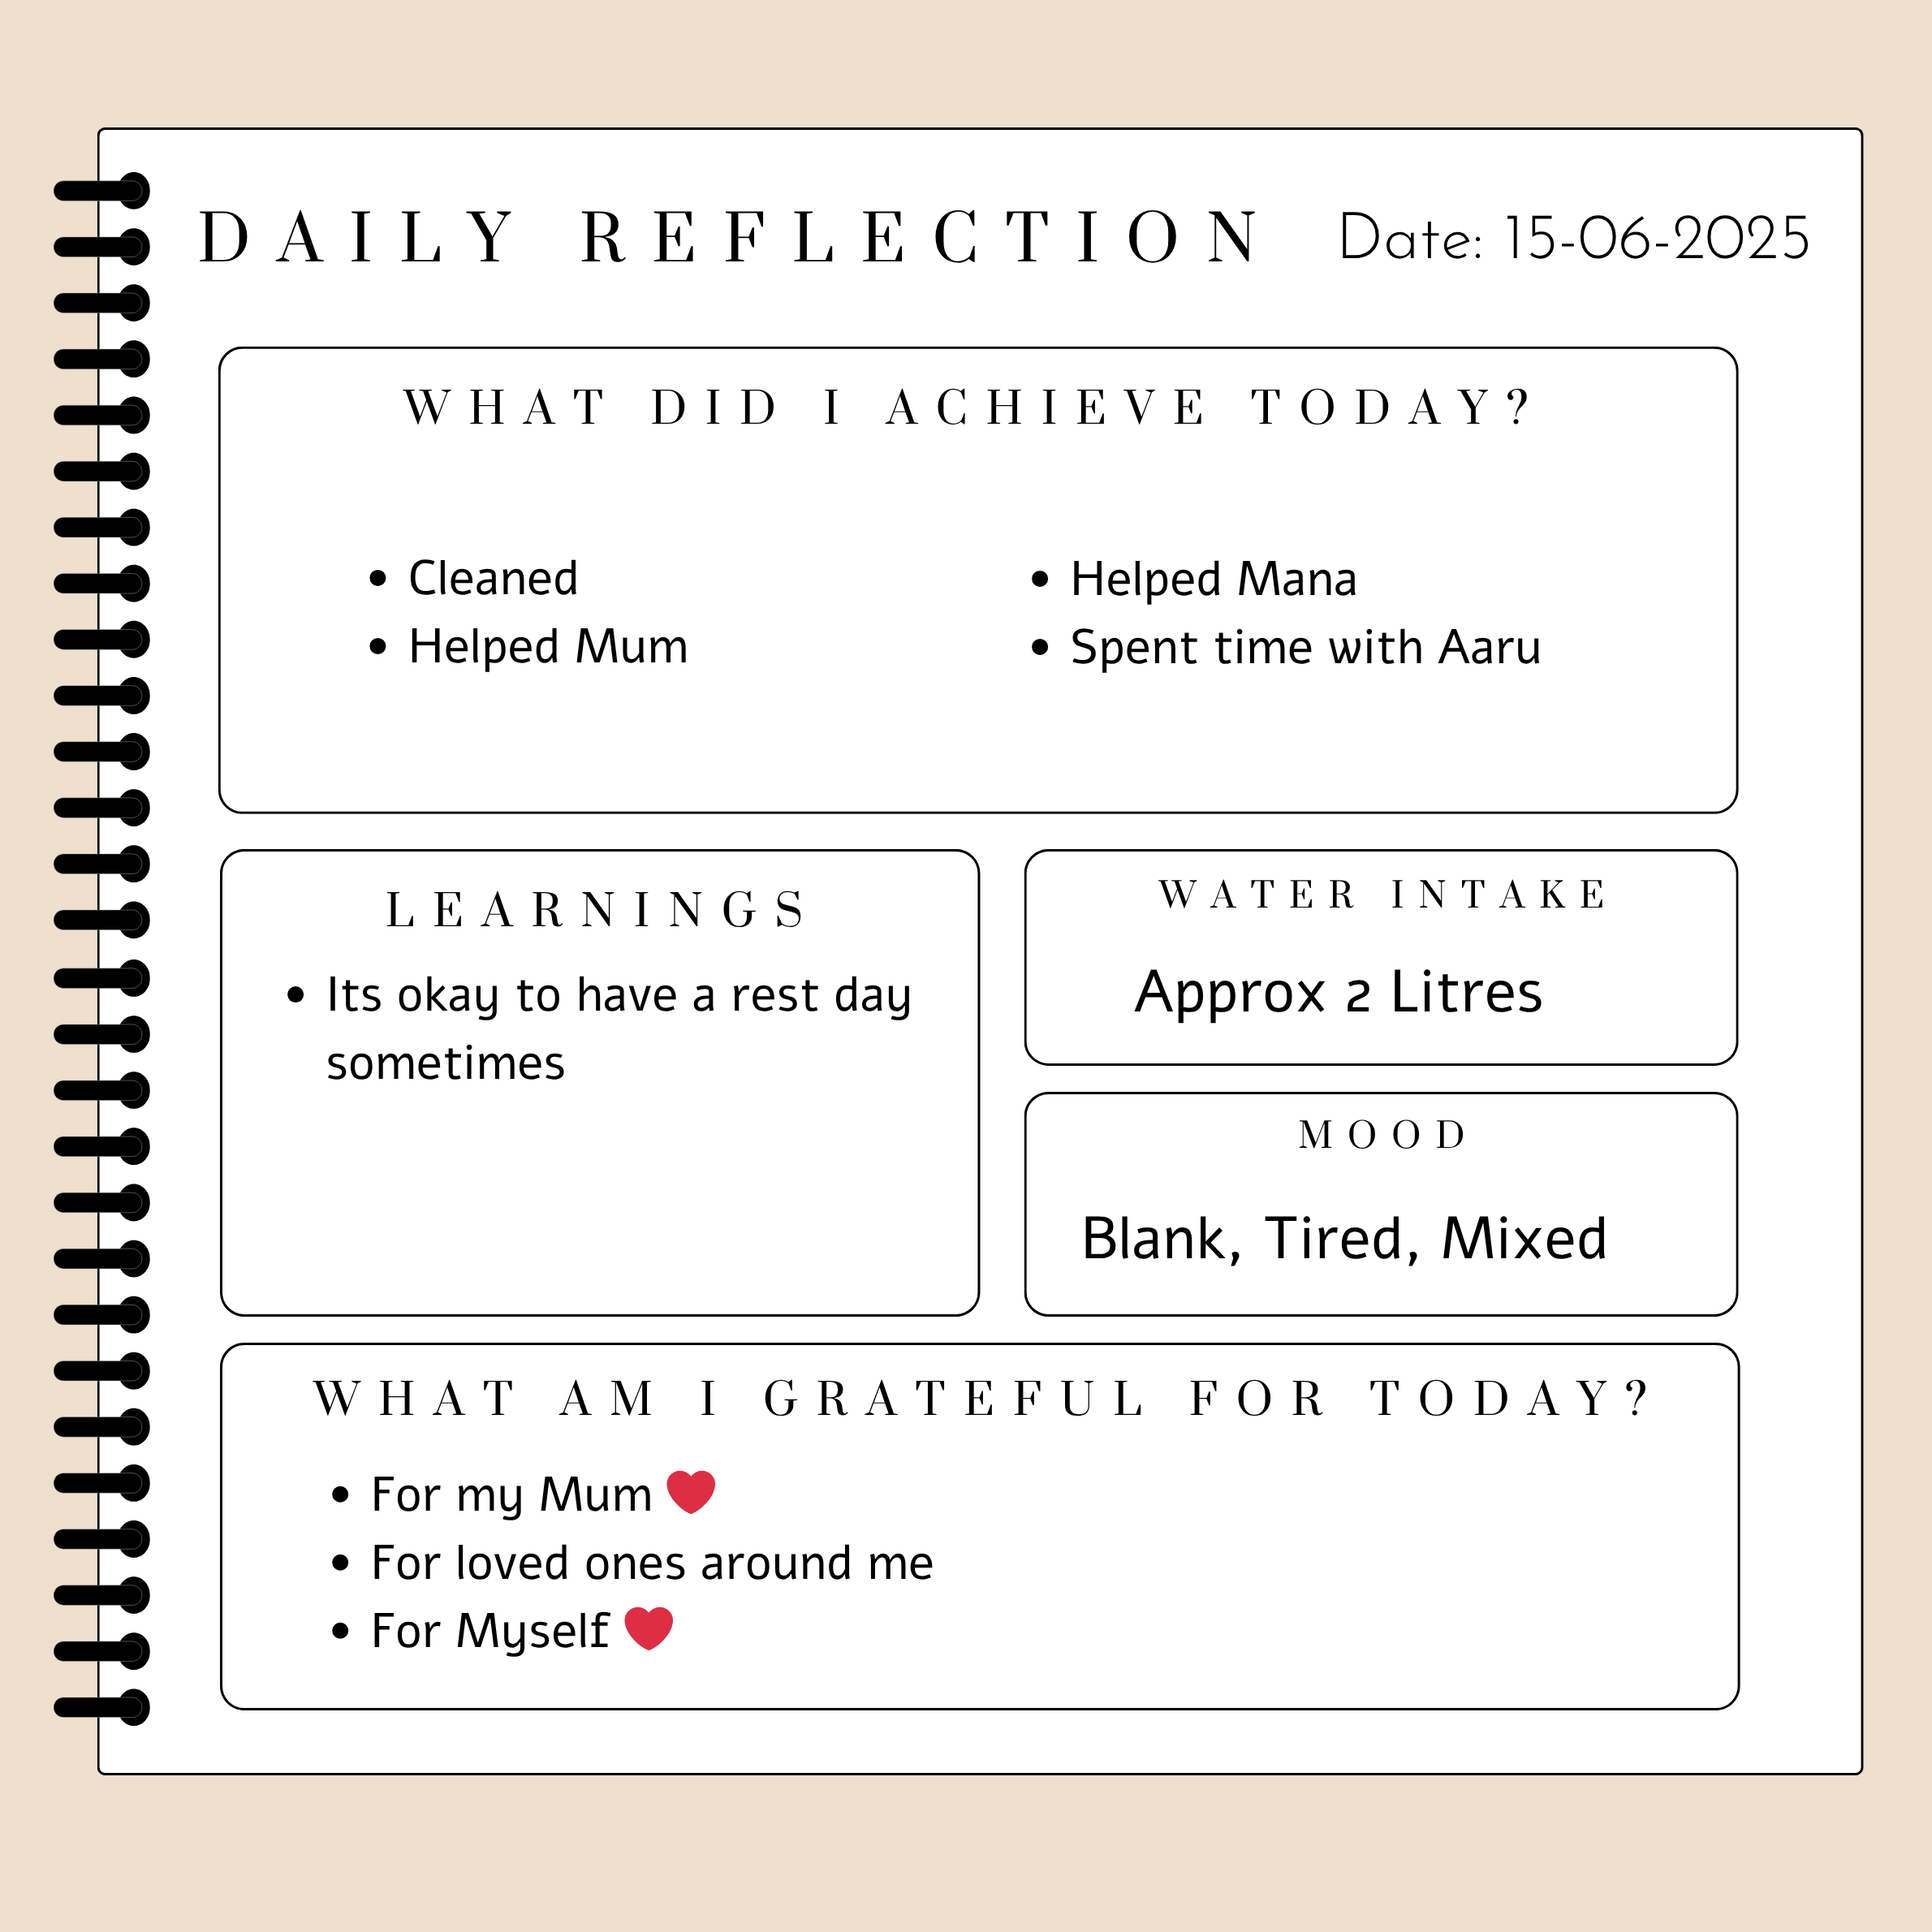 DAILY REFLECTION
Date: 15-06-2025
WHAT DID I ACHIEVE TODAY?
• Cleaned
• Helped Mum
• Helped Mana
• Spent time with Aaru
LEARNINGS
• Its okay to have a rest day
sometimes
WATER INTAKE
Approx 2 Litres
MOOD
Blank, Tired, Mixed
WHAT AM I GRATEFUL FOR TODAY?
• For my Mum ❤️
• For loved ones around me
• For Myself ❤️